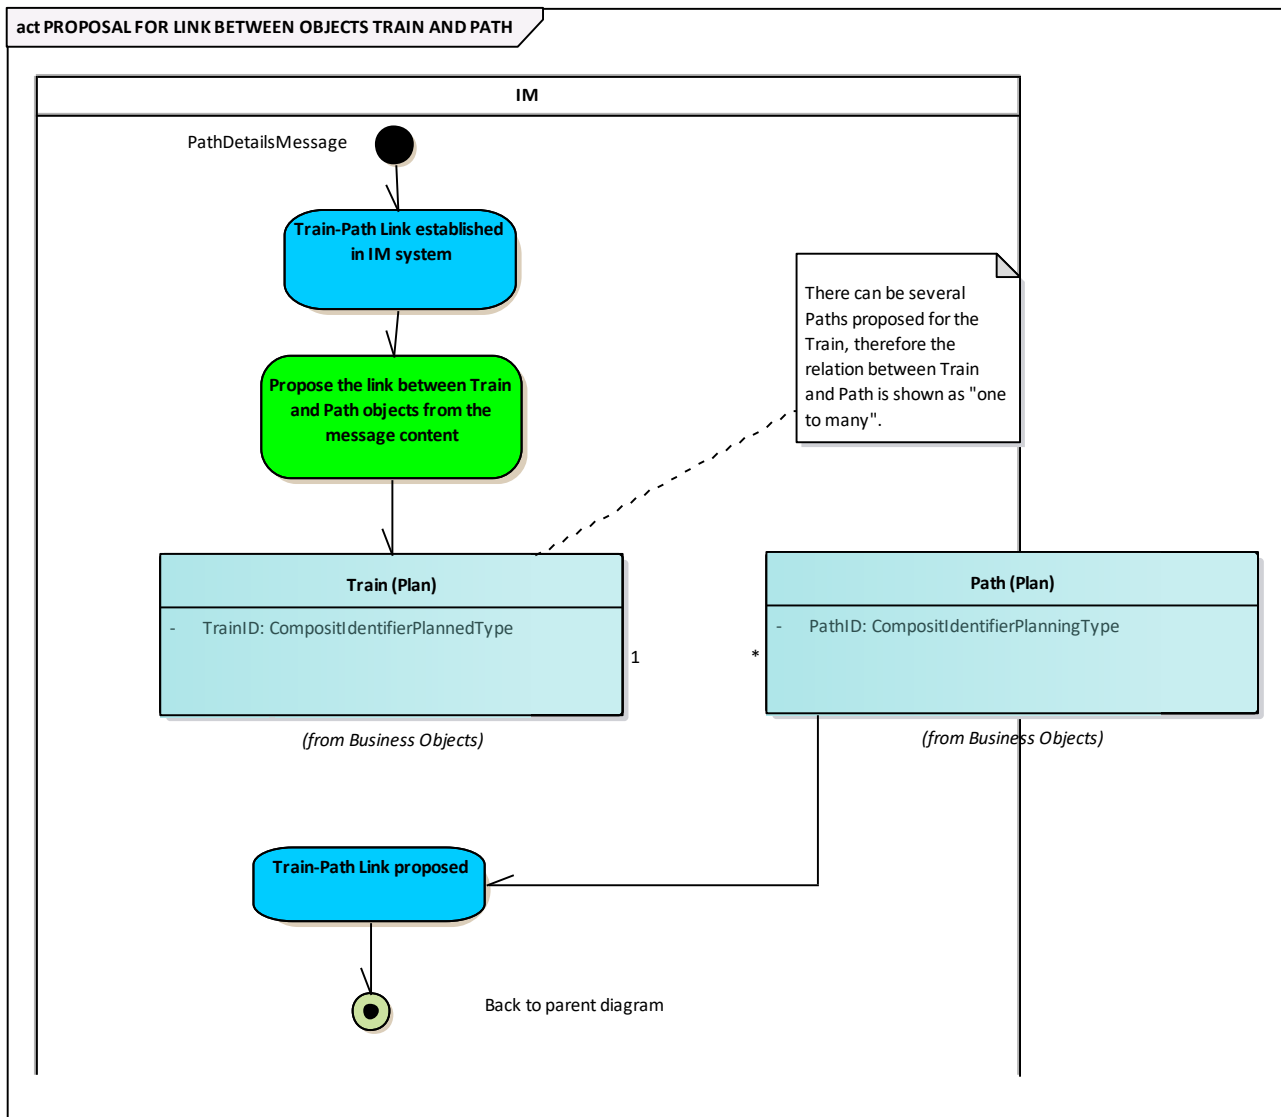 act PROPOSAL FOR LINK BETWEEN OBJECTS TRAIN AND PATH
IM
PathDetailsMessage
Train-Path Link established
in IM system
There can be several
Paths proposed for the
Train, therefore the
relation between Train
and Path is shown as "one
to many".
Propose the link between Train
and Path objects from the
message content
Train (Plan)
- TrainID: CompositIdentifierPlannedType
1
(from Business Objects)
Path (Plan)
- PathID: CompositIdentifierPlanningType
*
(from Business Objects)
Train-Path Link proposed
Back to parent diagram